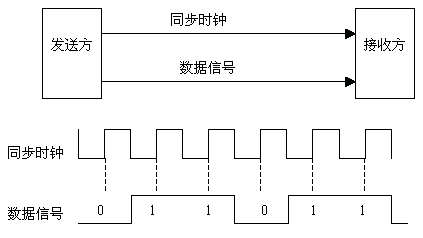 同步时钟
发送方
接收方
数据信号
同步时钟
数据信号
0 1 1 0 1 1